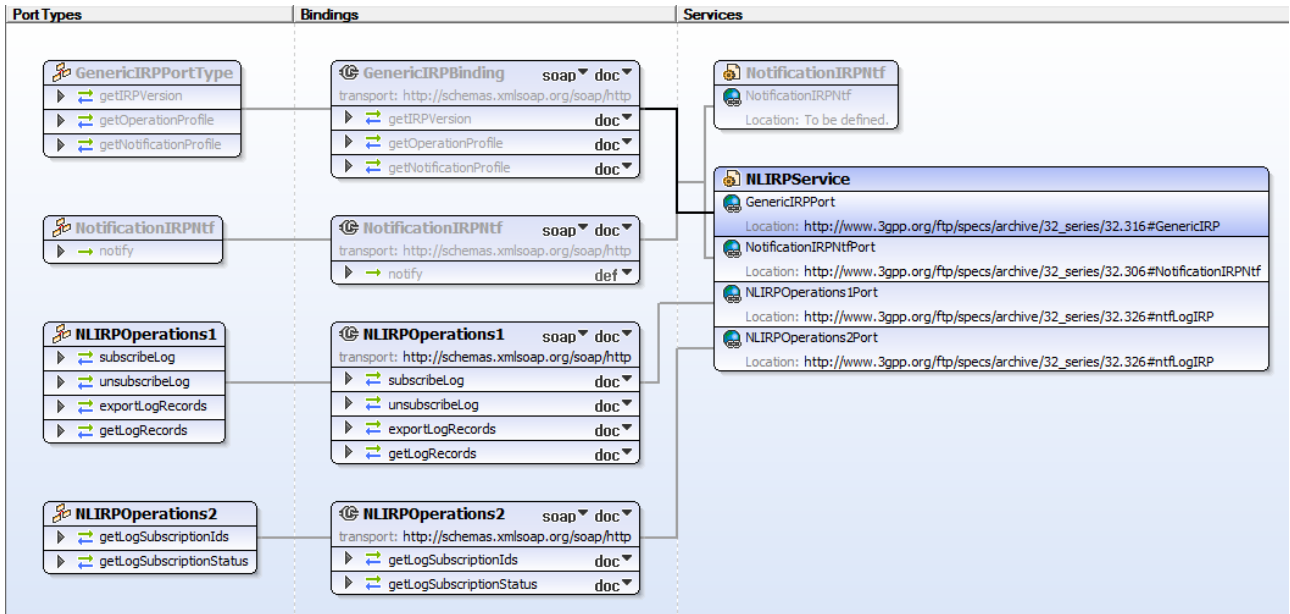 Port Types
Bindings
Services
GenericIRPPortType
getIRPVersion
getOperationProfile
getNotificationProfile
NotificationIRPNtf
notify
NLIRPOperations1
subscribeLog
unsubscribeLog
exportLogRecords
getLogRecords
NLIRPOperations2
getLogSubscriptionIds
getLogSubscriptionStatus
GenericIRPBinding soap doc
transport: http://schemas.xmlsoap.org/soap/http
getIRPVersion doc
getOperationProfile doc
getNotificationProfile doc
NotificationIRPNtf soap doc
transport: http://schemas.xmlsoap.org/soap/http
notify def
NLIRPOperations1 soap doc
transport: http://schemas.xmlsoap.org/soap/http
subscribeLog doc
unsubscribeLog doc
exportLogRecords doc
getLogRecords doc
NLIRPOperations2 soap doc
transport: http://schemas.xmlsoap.org/soap/http
getLogSubscriptionIds doc
getLogSubscriptionStatus doc
NotificationIRPNtf
NotificationIRPNtf
Location: To be defined.
NLIRPService
GenericIRPPort
Location: http://www.3gpp.org/ftp/specs/archive/32_series/32.316#GenericIRP
NotificationIRPNtfPort
Location: http://www.3gpp.org/ftp/specs/archive/32_series/32.306#NotificationIRPNtf
NLIRPOperations1Port
Location: http://www.3gpp.org/ftp/specs/archive/32_series/32.326#ntfLogIRP
NLIRPOperations2Port
Location: http://www.3gpp.org/ftp/specs/archive/32_series/32.326#ntfLogIRP